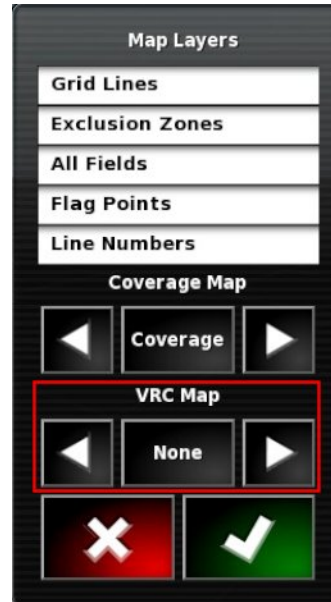 Map Layers
Grid Lines
Exclusion Zones
All Fields
Flag Points
Line Numbers
Coverage Map
Coverage
VRC Map
None